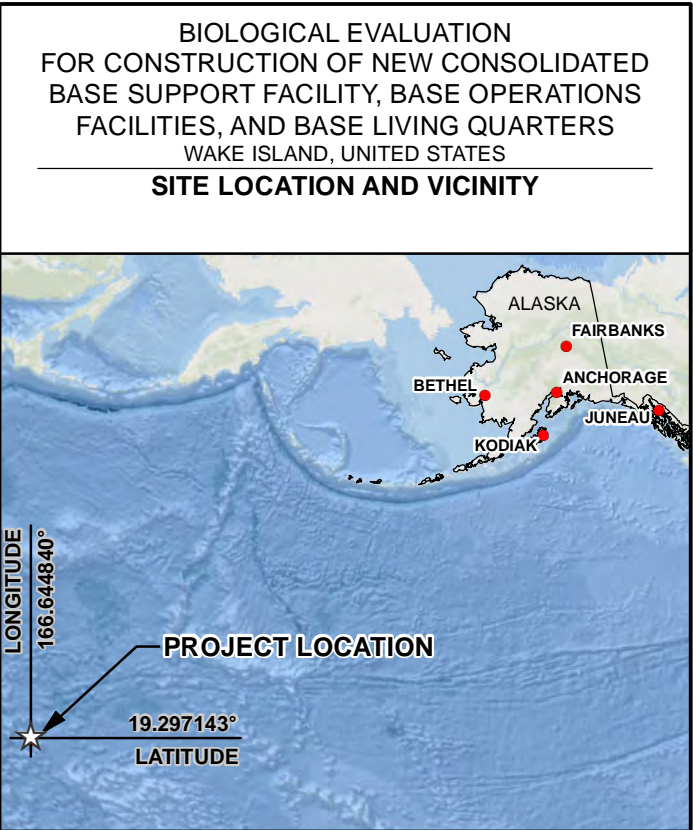 BIOLOGICAL EVALUATION
FOR CONSTRUCTION OF NEW CONSOLIDATED
BASE SUPPORT FACILITY, BASE OPERATIONS
FACILITIES, AND BASE LIVING QUARTERS
WAKE ISLAND, UNITED STATES
SITE LOCATION AND VICINITY
ALASKA
FAIRBANKS
BETHEL
ANCHORAGE
JUNEAU
KODIAK
LONGITUDE
166.644840°
PROJECT LOCATION
19.297143°
LATITUDE